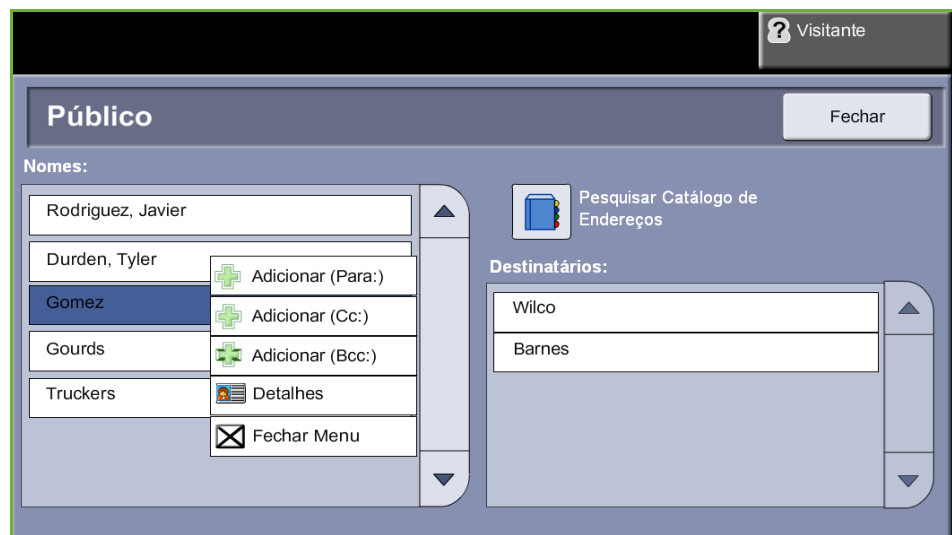 Visitante
Público
Fechar
Nomes:
Rodriguez, Javier
Durden, Tyler
Gomez
Gourds
Truckers
Adicionar (Para:)
Adicionar (Cc:)
Adicionar (Bcc:)
Detalhes
Fechar Menu
Pesquisar Catálogo de
Endereços
Destinatários:
Wilco
Barnes